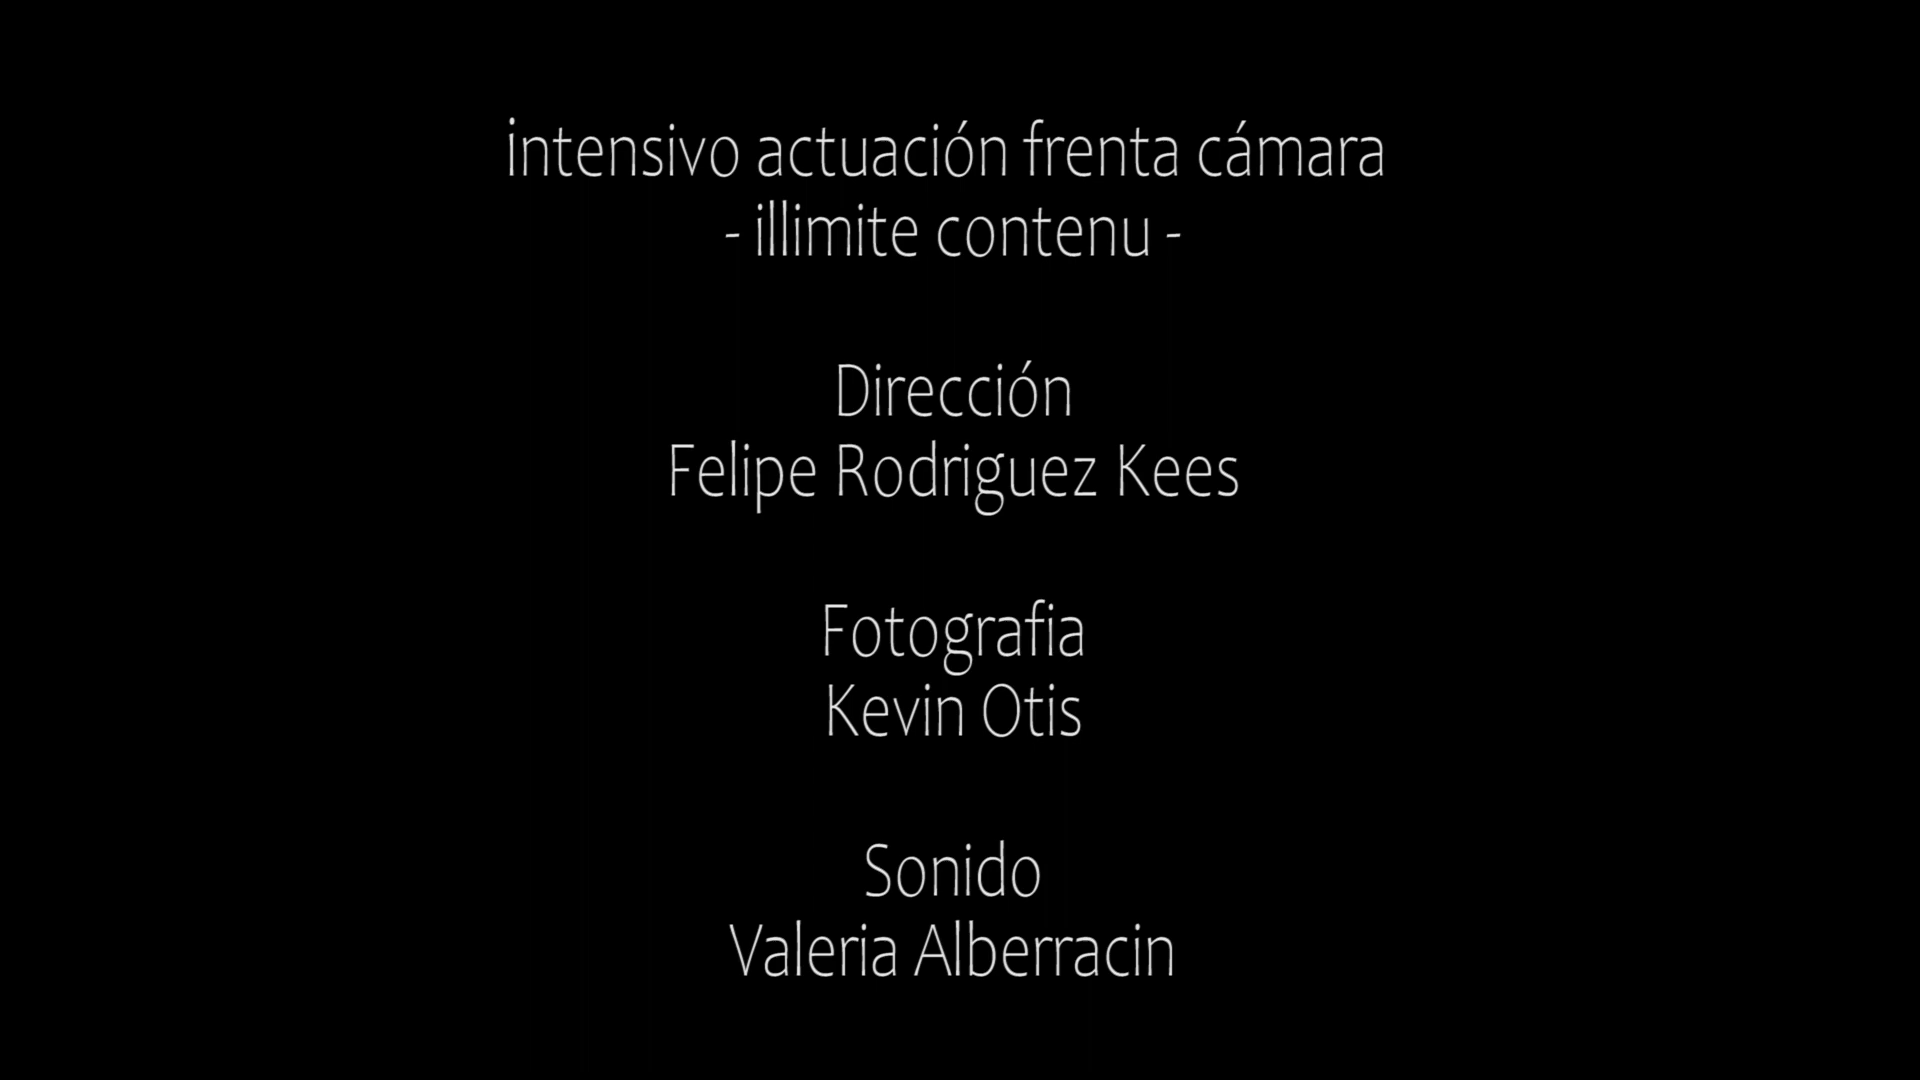 intensivo actuación frenta cámara
- illimite contenu -
Dirección
Felipe Rodriguez Kees
Fotografia
Kevin Otis
Sonido
Valeria Alberracin